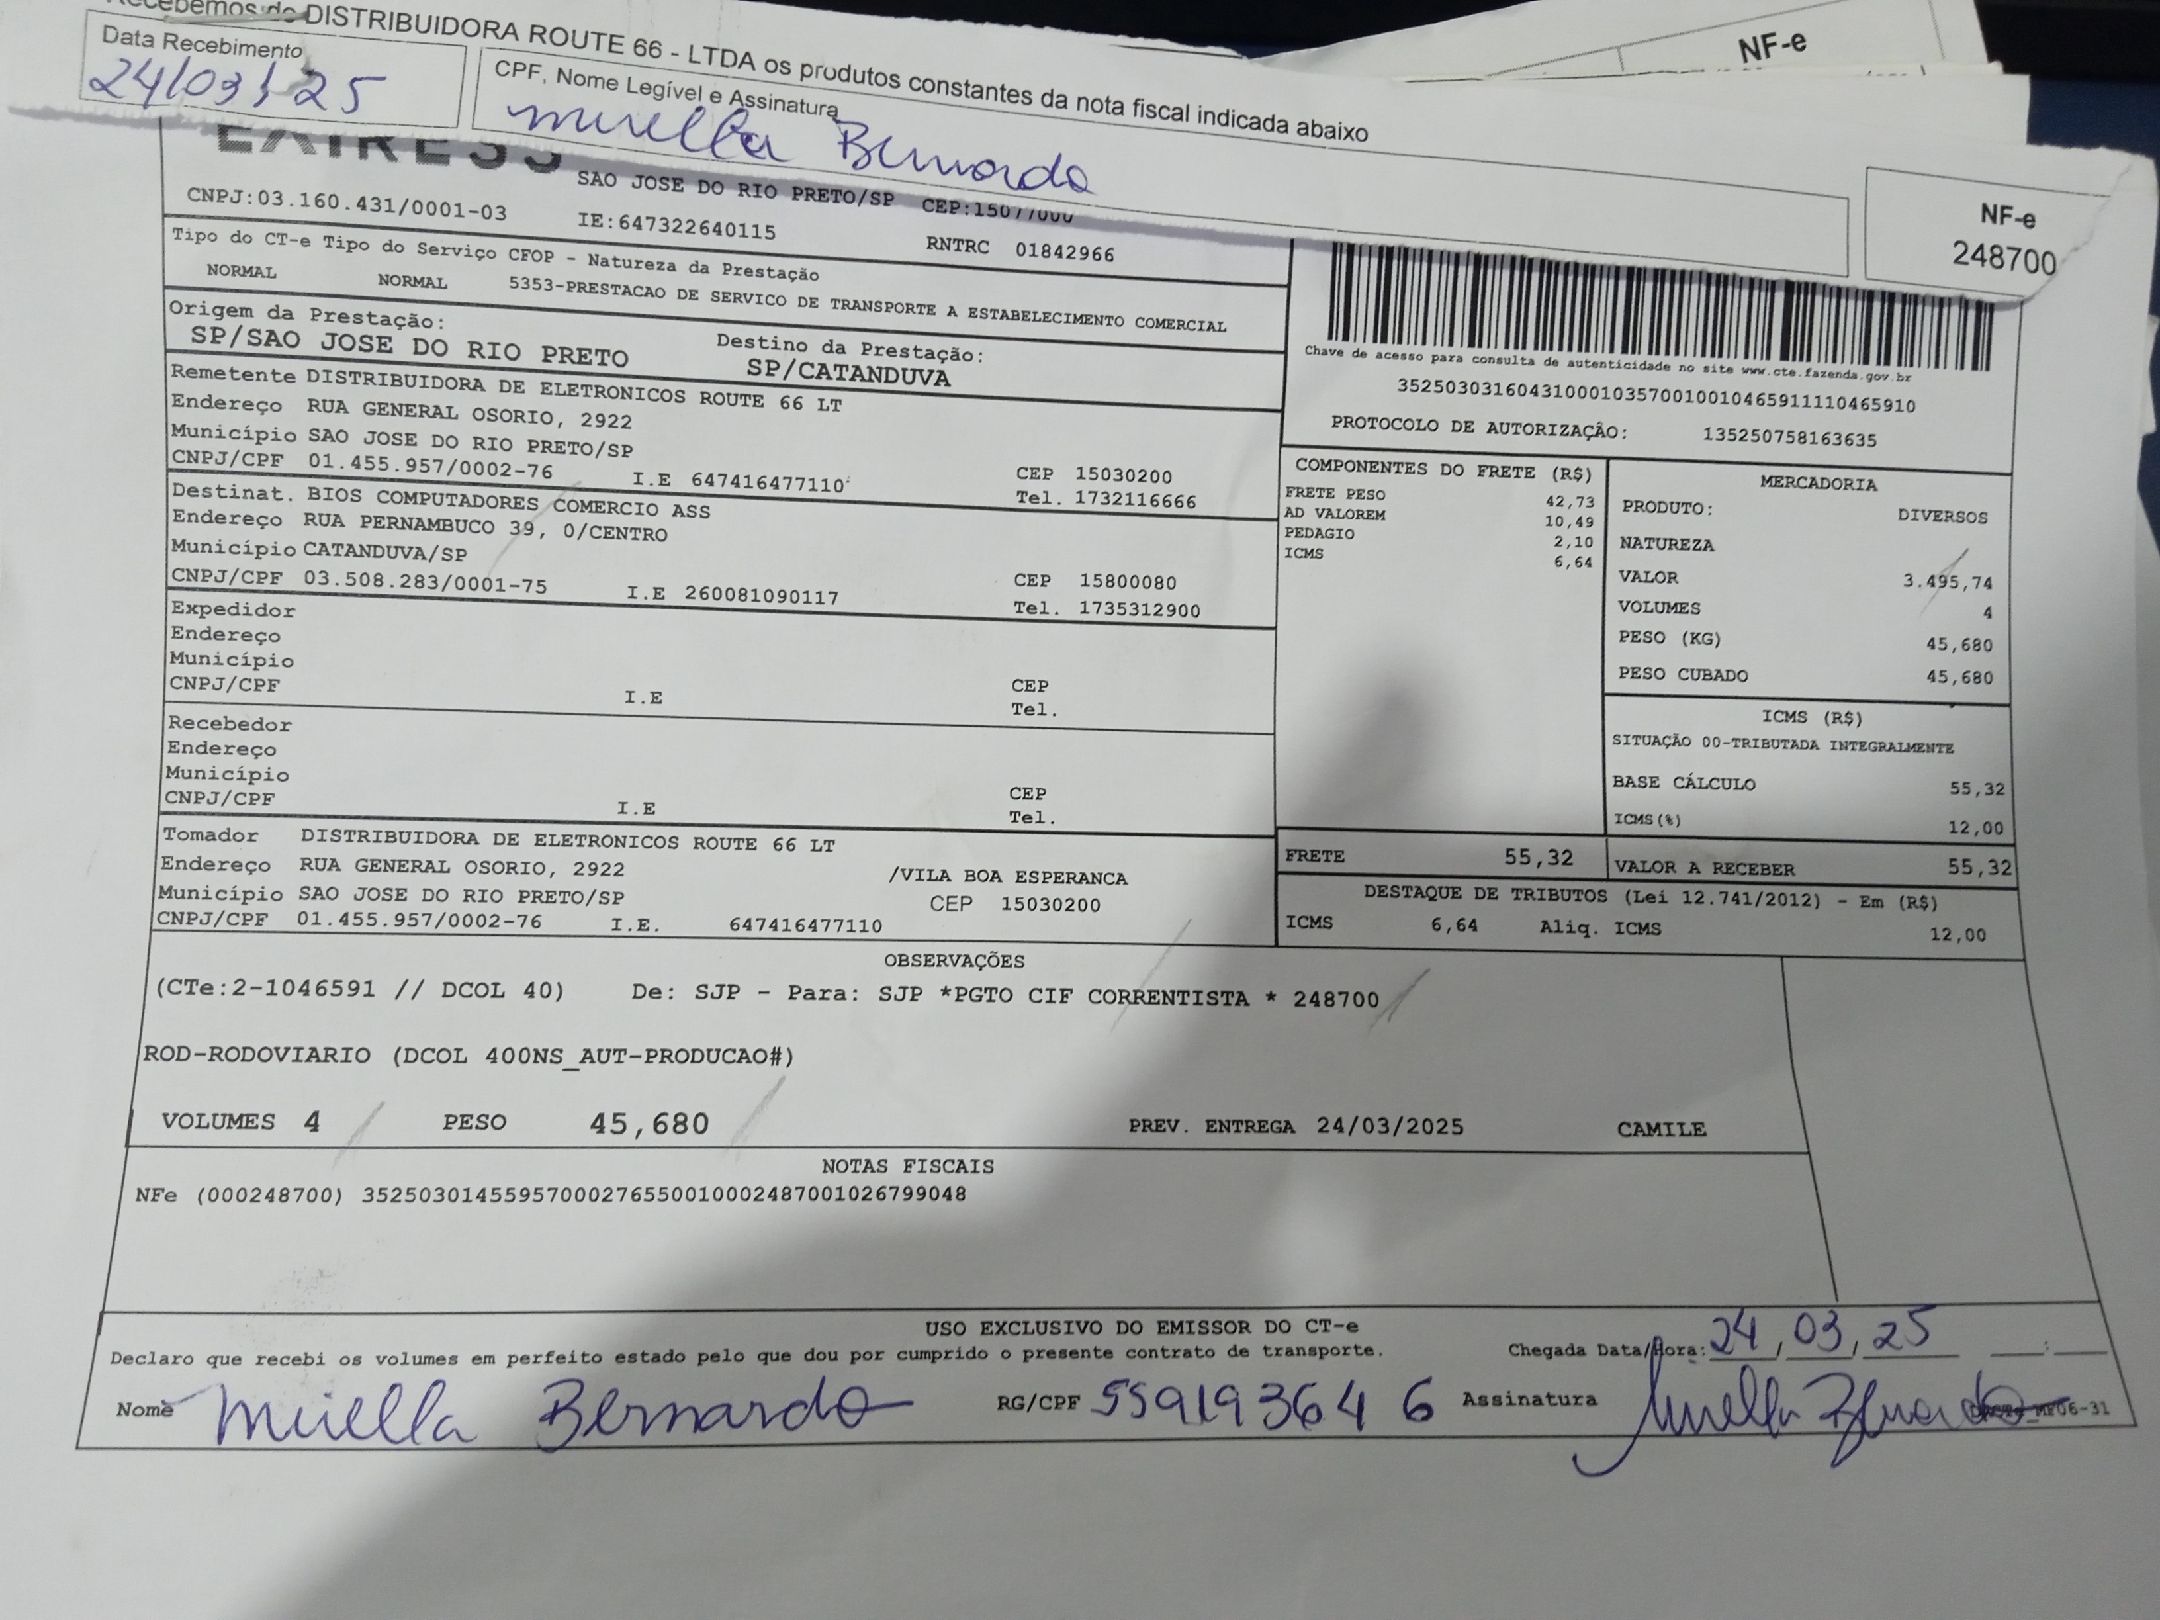 Recebemos de DISTRIBUIDORA ROUTE 66 - LTDA os produtos constantes da nota fiscal indicada abaixo
Data Recebimento
24/03/25
CPF, Nome Legível e Assinatura
Mirella Bernardo
NF-e
NF-e
248700
SAO JOSE DO RIO PRETO/SP CEP:15077000
CNPJ:03.160.431/0001-03 IE:647322640115 RNTRC 01842966
Tipo do CT-e Tipo do Serviço CFOP - Natureza da Prestação
NORMAL NORMAL 5353-PRESTACAO DE SERVICO DE TRANSPORTE A ESTABELECIMENTO COMERCIAL
Origem da Prestação: Destino da Prestação:
SP/SAO JOSE DO RIO PRETO SP/CATANDUVA
Chave de acesso para consulta de autenticidade no site www.cte.fazenda.gov.br
35250303160431000103570010010465911110465910
PROTOCOLO DE AUTORIZAÇÃO: 135250758163635
Remetente DISTRIBUIDORA DE ELETRONICOS ROUTE 66 LT
Endereço RUA GENERAL OSORIO, 2922
Município SAO JOSE DO RIO PRETO/SP CEP 15030200
CNPJ/CPF 01.455.957/0002-76 I.E 647416477110 Tel. 1732116666
Destinat. BIOS COMPUTADORES COMERCIO ASS
Endereço RUA PERNAMBUCO 39, 0/CENTRO
Município CATANDUVA/SP CEP 15800080
CNPJ/CPF 03.508.283/0001-75 I.E 260081090117 Tel. 1735312900
Expedidor
Endereço
Município CEP
CNPJ/CPF I.E Tel.
Recebedor
Endereço
Município CEP
CNPJ/CPF I.E Tel.
Tomador DISTRIBUIDORA DE ELETRONICOS ROUTE 66 LT
Endereço RUA GENERAL OSORIO, 2922 /VILA BOA ESPERANCA
Município SAO JOSE DO RIO PRETO/SP CEP 15030200
CNPJ/CPF 01.455.957/0002-76 I.E. 647416477110
COMPONENTES DO FRETE (R$)
FRETE PESO 42,73
AD VALOREM 10,49
PEDAGIO 2,10
ICMS 6,64
MERCADORIA
PRODUTO: DIVERSOS
NATUREZA
VALOR 3.495,74
VOLUMES 4
PESO (KG) 45,680
PESO CUBADO 45,680
ICMS (R$)
SITUAÇÃO 00-TRIBUTADA INTEGRALMENTE
BASE CÁLCULO 55,32
ICMS(%) 12,00
FRETE 55,32 VALOR A RECEBER 55,32
DESTAQUE DE TRIBUTOS (Lei 12.741/2012) - Em (R$)
ICMS 6,64 Aliq. ICMS 12,00
OBSERVAÇÕES
(CTe:2-1046591 // DCOL 40) De: SJP - Para: SJP *PGTO CIF CORRENTISTA * 248700
ROD-RODOVIARIO (DCOL 400NS_AUT-PRODUCAO#)
VOLUMES 4 PESO 45,680 PREV. ENTREGA 24/03/2025 CAMILE
NOTAS FISCAIS
NFe (000248700) 35250301455957000276550010002487001026799048
USO EXCLUSIVO DO EMISSOR DO CT-e
Declaro que recebi os volumes em perfeito estado pelo que dou por cumprido o presente contrato de transporte. Chegada Data/Hora: 24/03/25 :
Nome Mirella Bernardo RG/CPF 559193646 Assinatura Mirella Bernardo